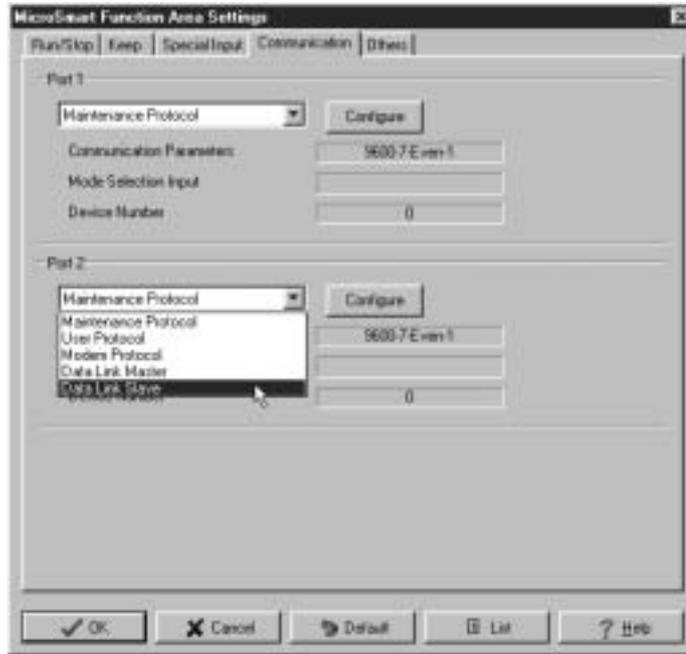 MicroSmart Function Area Settings
Run/Stop Keep Special Input Communication Others
Port 1
Maintenance Protocol Configure
Communication Parameters 9600-7-Even-1
Mode Selection Input
Device Number 0
Port 2
Maintenance Protocol Configure
Maintenance Protocol
User Protocol 9600-7-Even-1
Modem Protocol
Data Link Master
Data Link Slave
Device Number 0
OK Cancel Default List Help